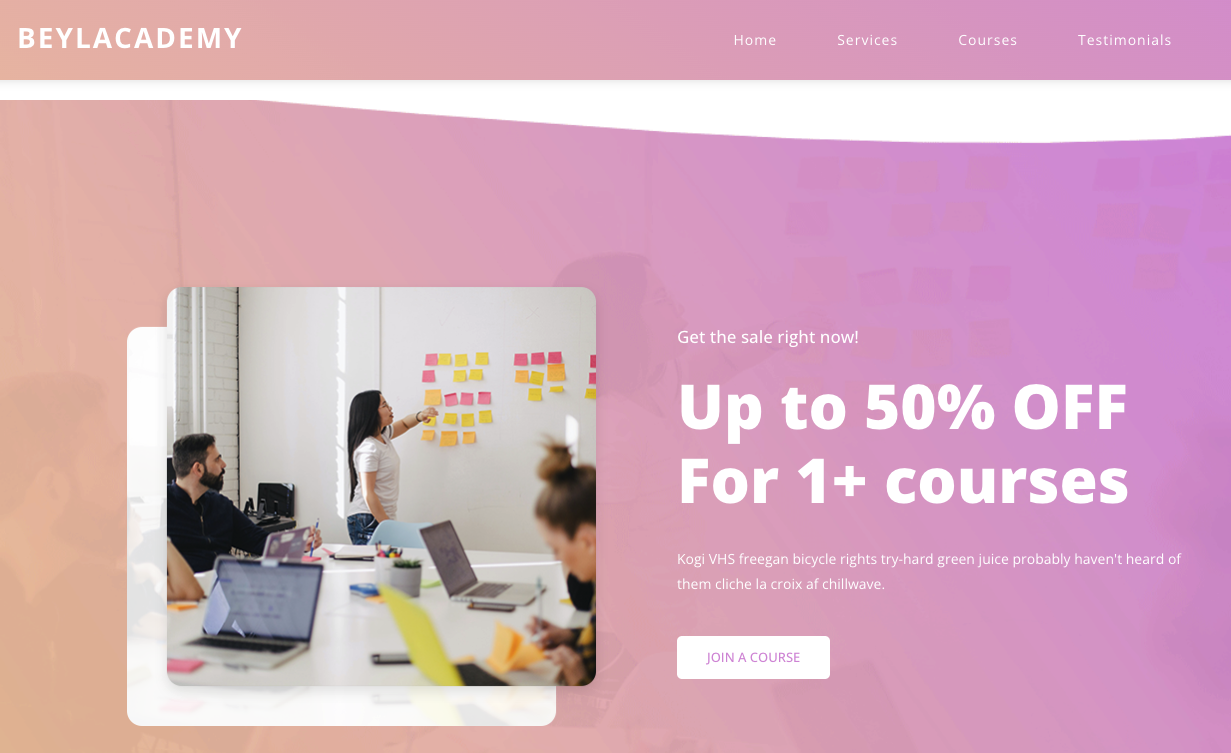 BEYLACADEMY
Home Services Courses Testimonials
Get the sale right now!
Up to 50% OFF
For 1+ courses
Kogi VHS freegan bicycle rights try-hard green juice probably haven't heard of
them cliche la croix af chillwave.
JOIN A COURSE